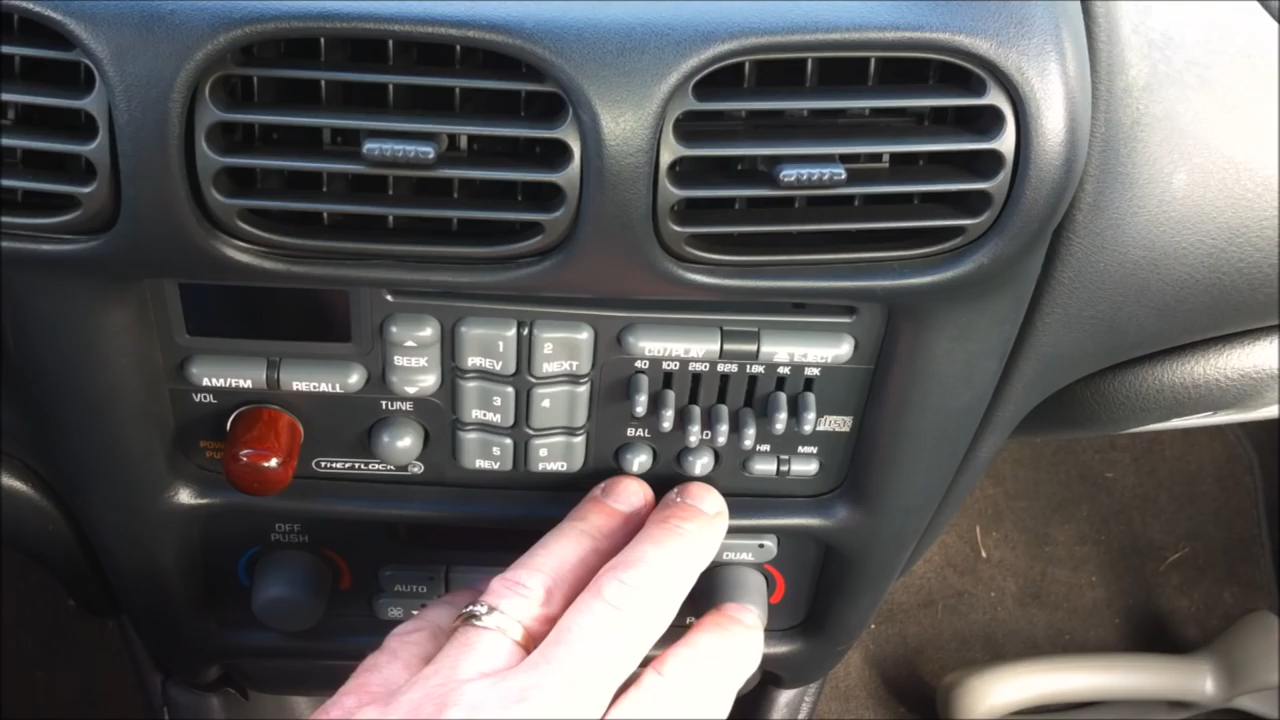 AM/FM
RECALL
SEEK
1
PREV
2
NEXT
3
RDM
4
5
REV
6
FWD
VOL
TUNE
THEFTLOCK
CD/PLAY
EJECT
40 100 250 625 1.6K 4K 12K
BAL
HR MIN
disc
OFF
PUSH
AUTO
DUAL